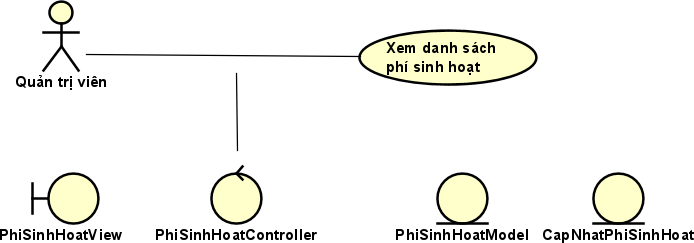 Xem danh sách
phí sinh hoạt
Quản trị viên
PhiSinhHoatView
PhiSinhHoatController
PhiSinhHoatModel
CapNhatPhiSinhHoat